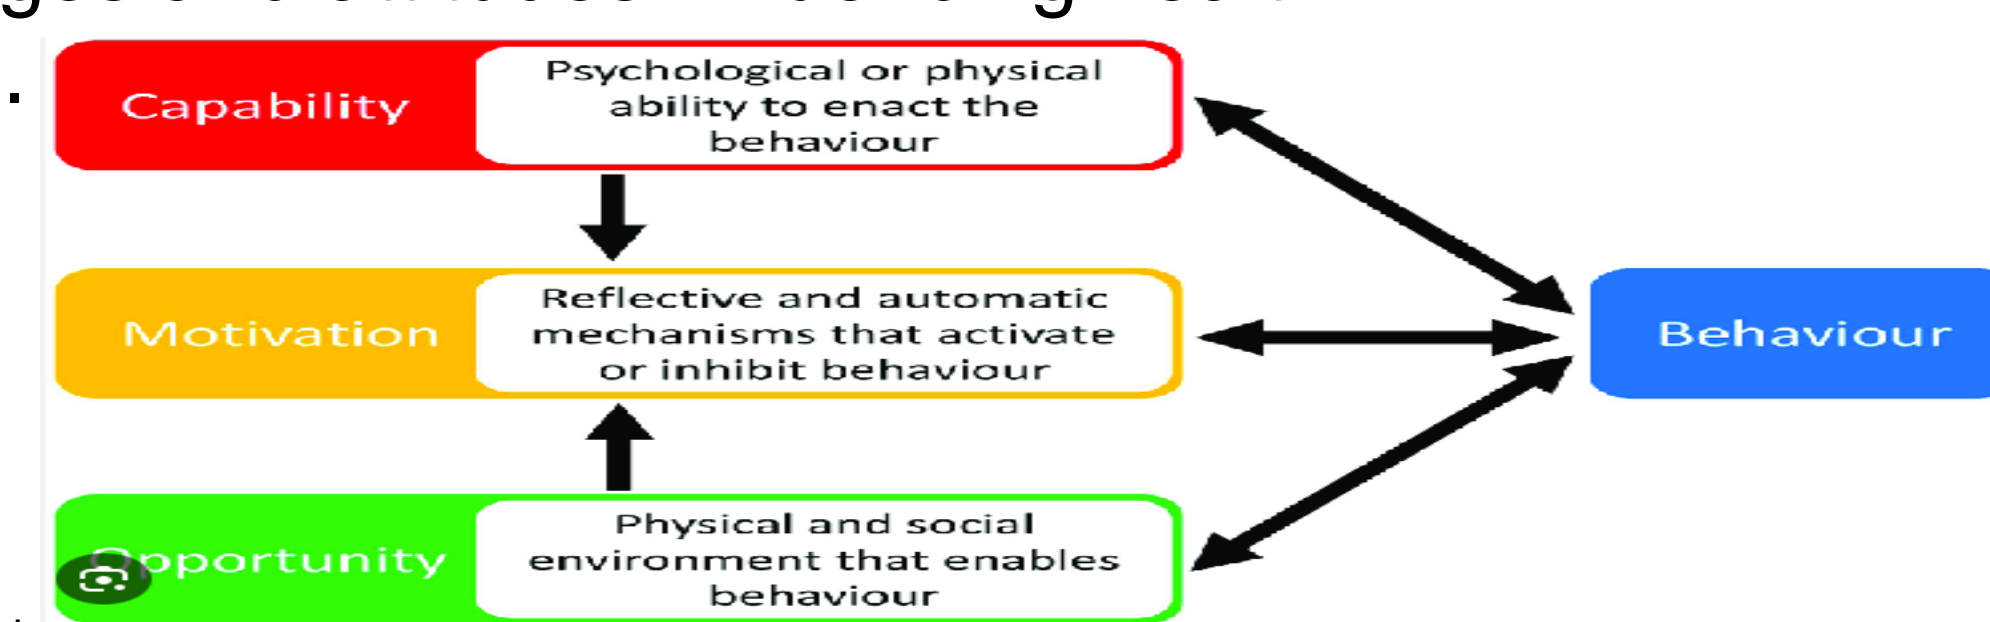 Capability
Psychological or physical
ability to enact the
behaviour
Motivation
Reflective and automatic
mechanisms that activate
or inhibit behaviour
Behaviour
Opportunity
Physical and social
environment that enables
behaviour